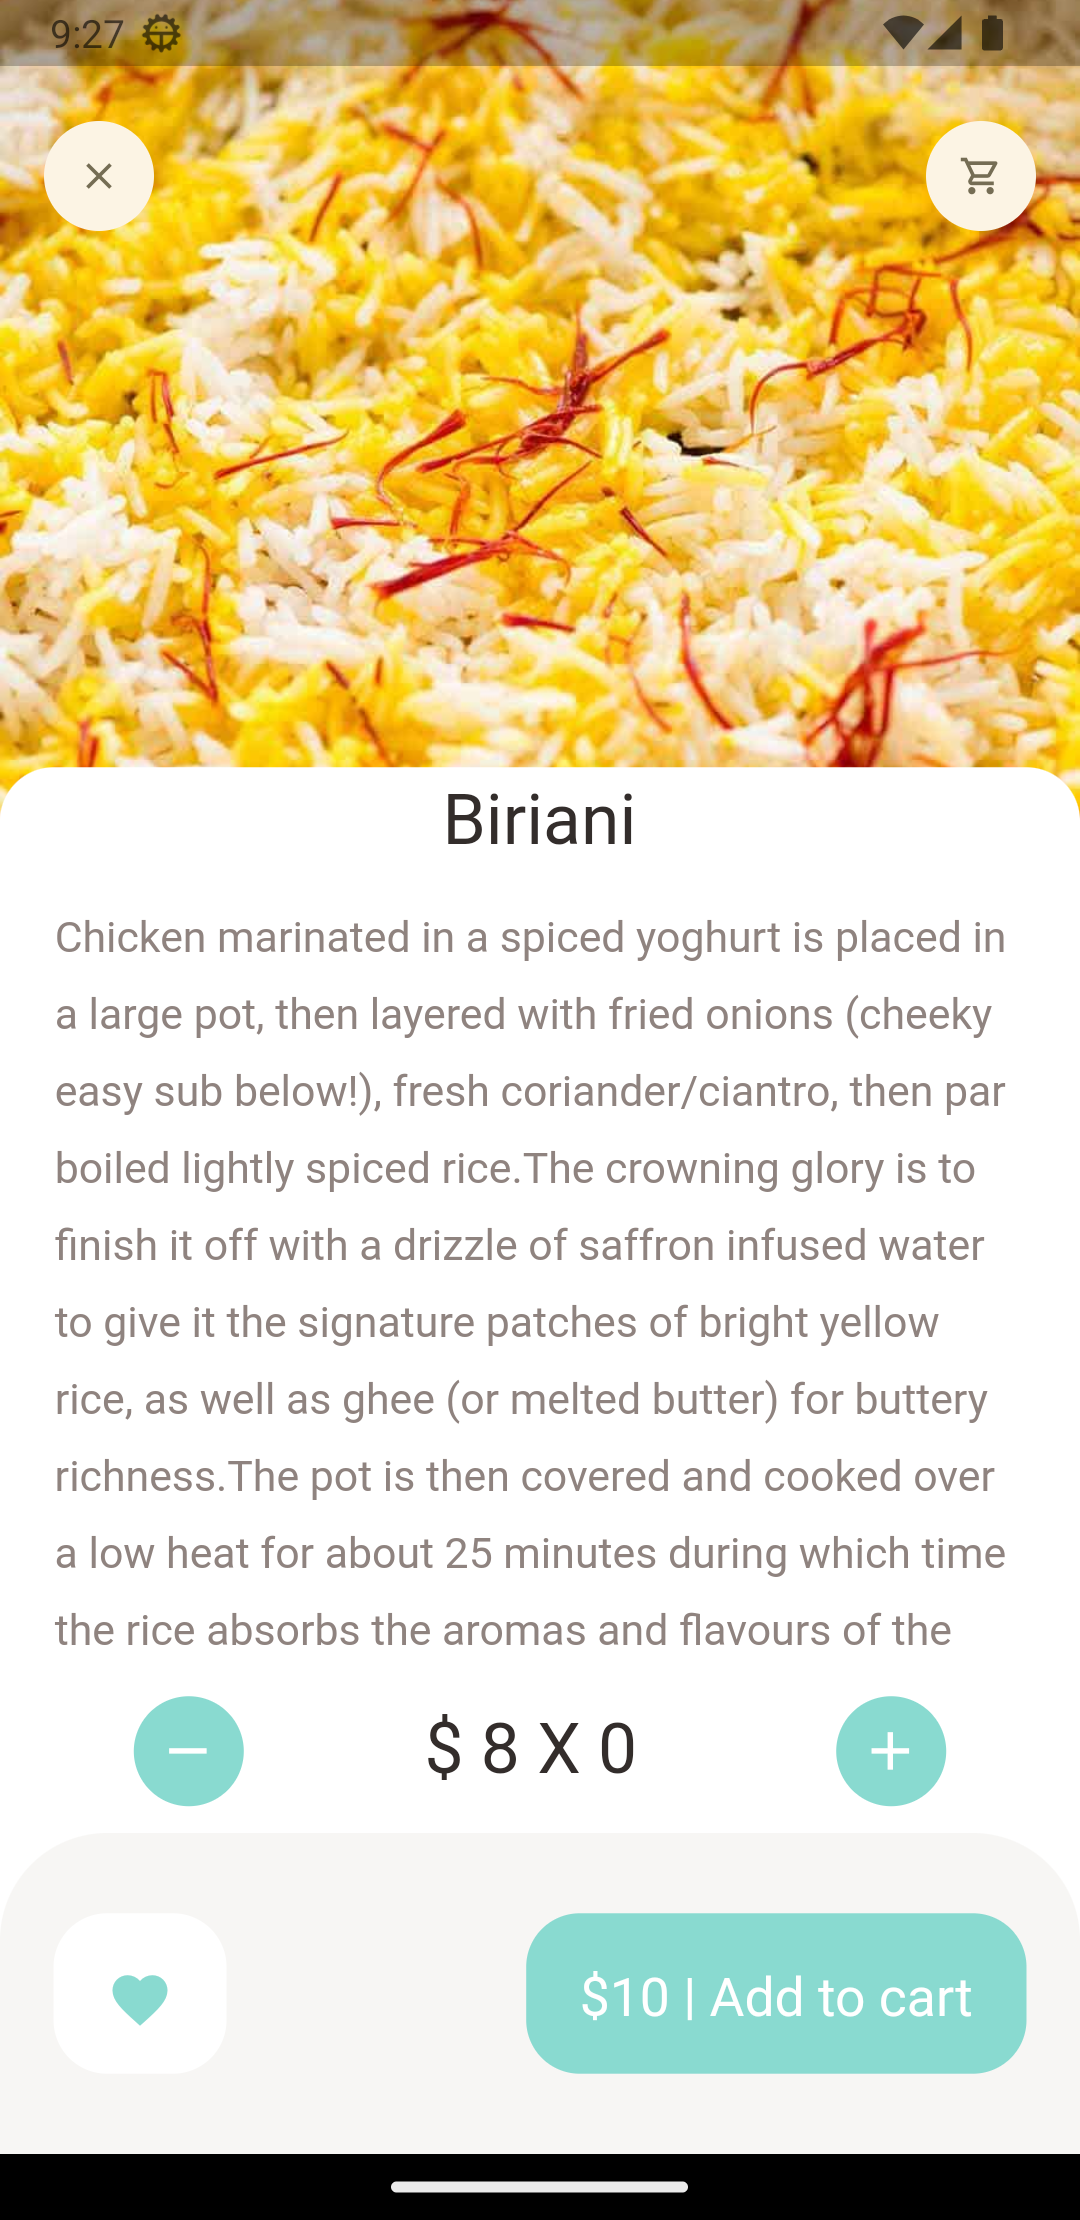 9:27
Biriani
Chicken marinated in a spiced yoghurt is placed in
a large pot, then layered with fried onions (cheeky
easy sub below!), fresh coriander/ciantro, then par
boiled lightly spiced rice.The crowning glory is to
finish it off with a drizzle of saffron infused water
to give it the signature patches of bright yellow
rice, as well as ghee (or melted butter) for buttery
richness.The pot is then covered and cooked over
a low heat for about 25 minutes during which time
the rice absorbs the aromas and flavours of the
$ 8 X 0
$10 | Add to cart